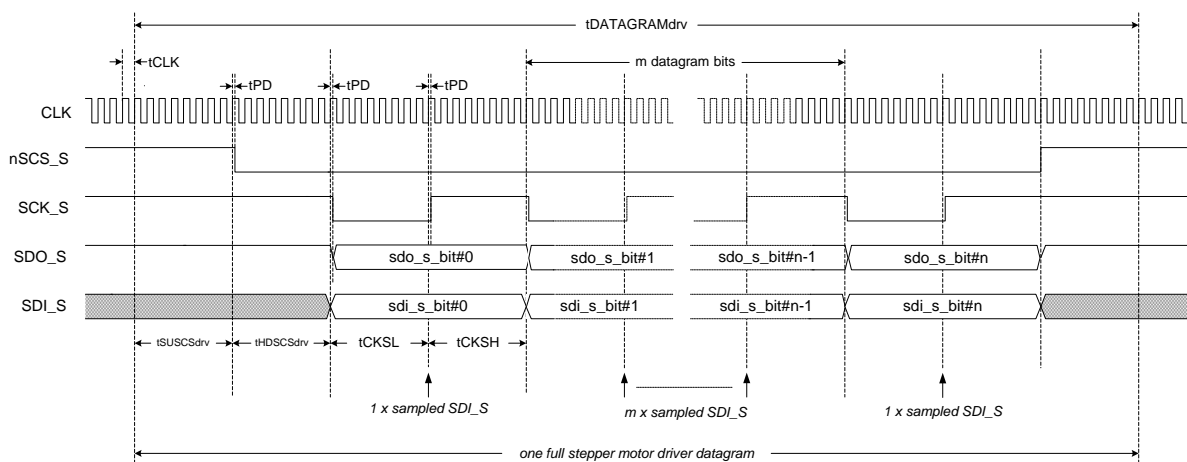 tDATAGRAMdrv
tCLK
m datagram bits
tPD
tPD
tPD
CLK
nSCS_S
SCK_S
SDO_S
sdo_s_bit#0
sdo_s_bit#1
sdo_s_bit#n-1
sdo_s_bit#n
SDI_S
sdi_s_bit#0
sdi_s_bit#1
sdi_s_bit#n-1
sdi_s_bit#n
tSUSCSdrv
tHDSCSdrv
tCKSL
tCKSH
1 x sampled SDI_S
m x sampled SDI_S
1 x sampled SDI_S
one full stepper motor driver datagram